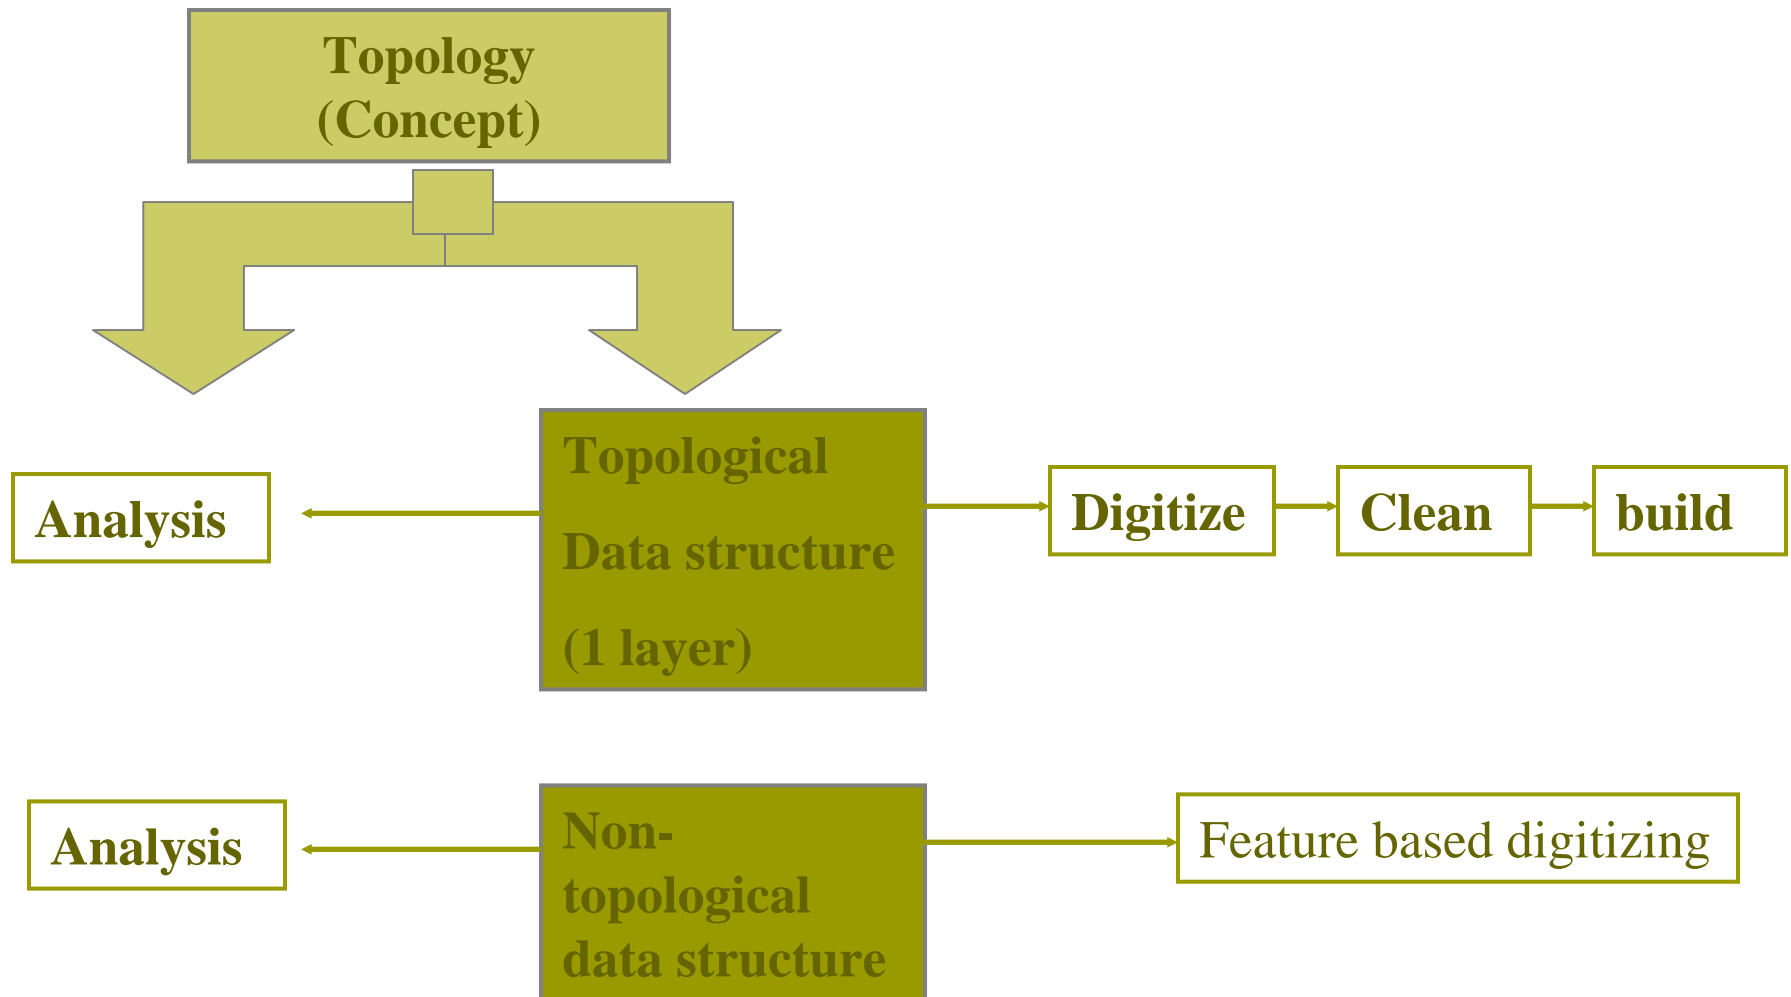 Topology
(Concept)
Analysis
Topological
Data structure
(1 layer)
Digitize
Clean
build
Analysis
Non-
topological
data structure
Feature based digitizing